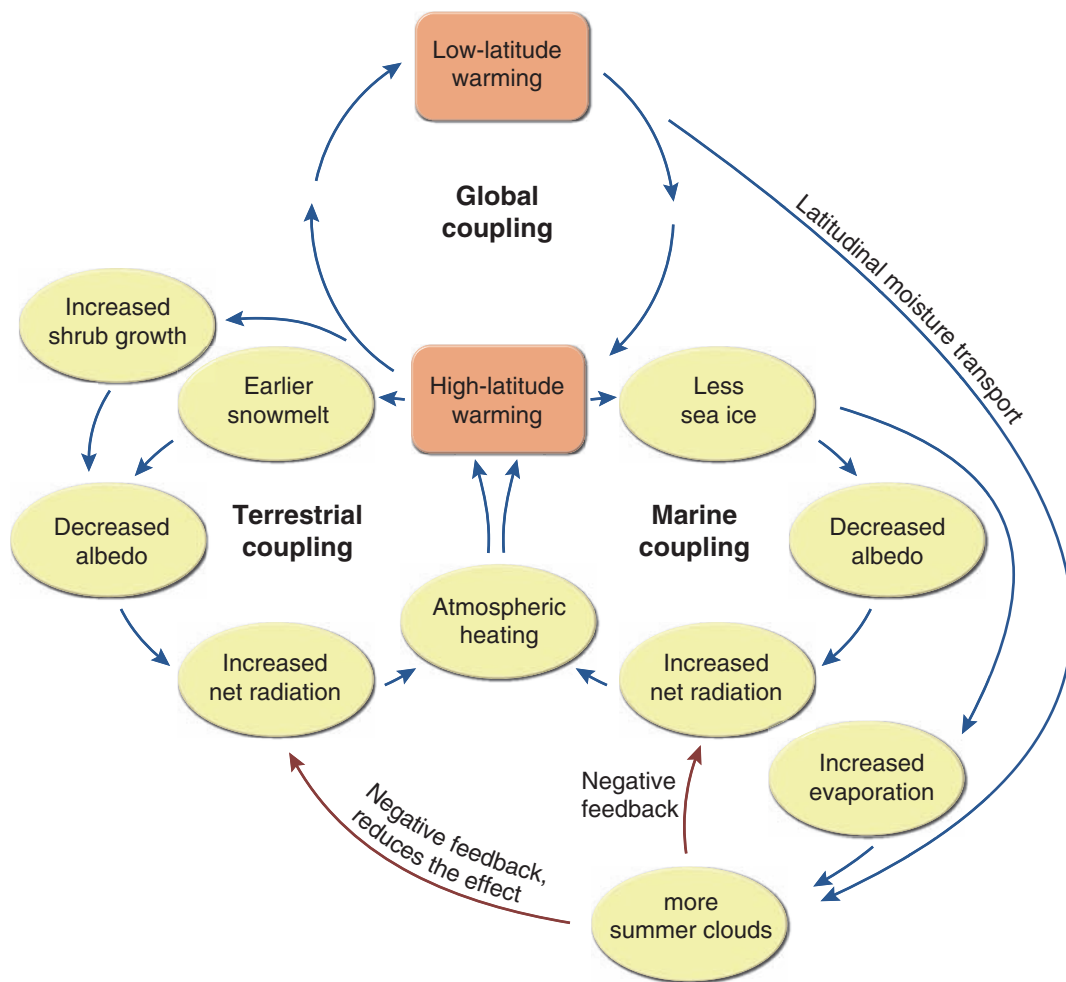 Low-latitude
warming
Global
coupling
Latitudinal moisture transport
Increased
shrub growth
Earlier
snowmelt
High-latitude
warming
Less
sea ice
Decreased
albedo
Terrestrial
coupling
Marine
coupling
Decreased
albedo
Atmospheric
heating
Increased
net radiation
Increased
net radiation
Increased
evaporation
Negative
feedback
Negative feedback,
reduces the effect
more
summer clouds